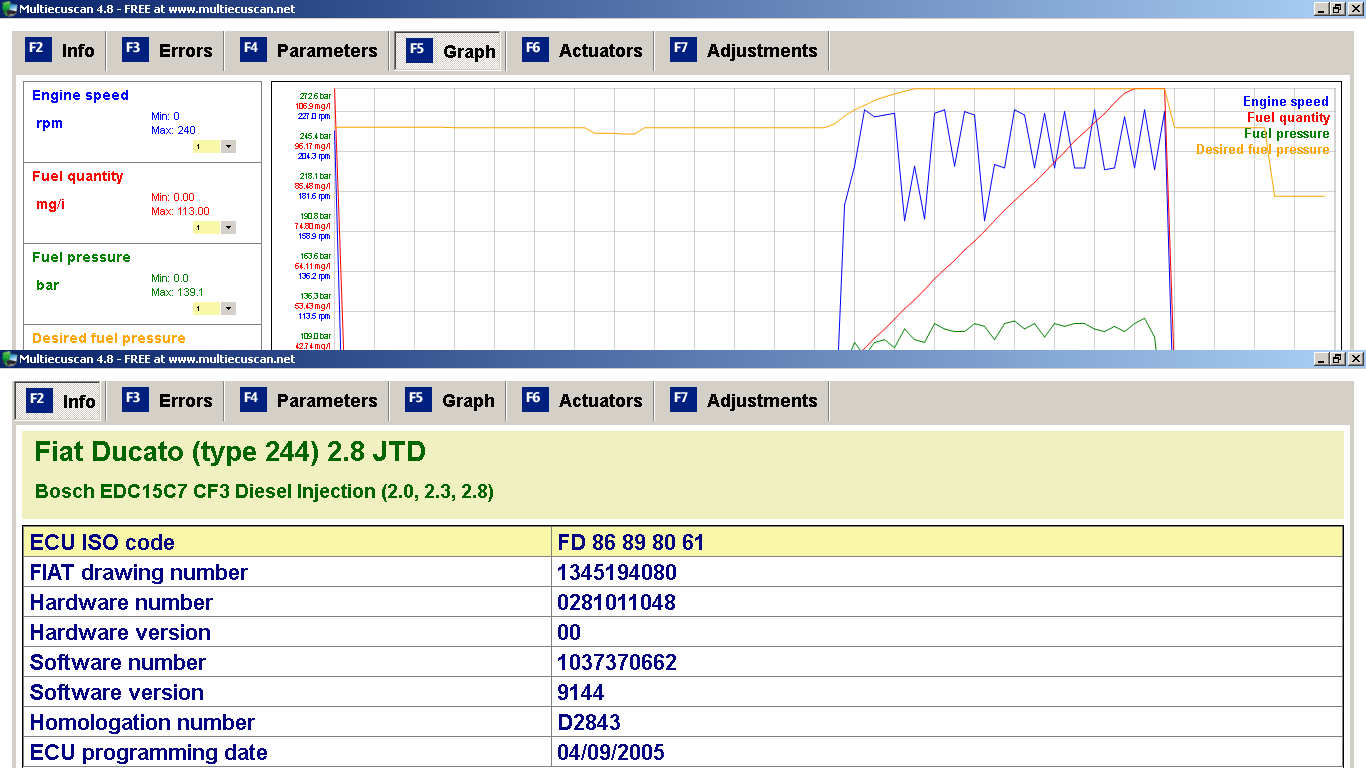 Multiecuscan 4.8 - FREE at www.multiecuscan.net
F2 Info F3 Errors F4 Parameters F5 Graph F6 Actuators F7 Adjustments
Engine speed
rpm
Min: 0
Max: 240
1
Fuel quantity
mg/i
Min: 0.00
Max: 113.00
1
Fuel pressure
bar
Min: 0.0
Max: 139.1
1
Desired fuel pressure
272.6 bar
106.9 mg/l
227.0 rpm
245.4 bar
96.17 mg/l
204.3 rpm
218.1 bar
85.48 mg/l
181.6 rpm
190.8 bar
74.80 mg/l
158.9 rpm
163.6 bar
64.11 mg/l
136.2 rpm
136.3 bar
53.43 mg/l
113.5 rpm
109.0 bar
42.74 mg/l
Engine speed
Fuel quantity
Fuel pressure
Desired fuel pressure
Multiecuscan 4.8 - FREE at www.multiecuscan.net
F2 Info F3 Errors F4 Parameters F5 Graph F6 Actuators F7 Adjustments
Fiat Ducato (type 244) 2.8 JTD
Bosch EDC15C7 CF3 Diesel Injection (2.0, 2.3, 2.8)
ECU ISO code FD 86 89 80 61
FIAT drawing number 1345194080
Hardware number 0281011048
Hardware version 00
Software number 1037370662
Software version 9144
Homologation number D2843
ECU programming date 04/09/2005